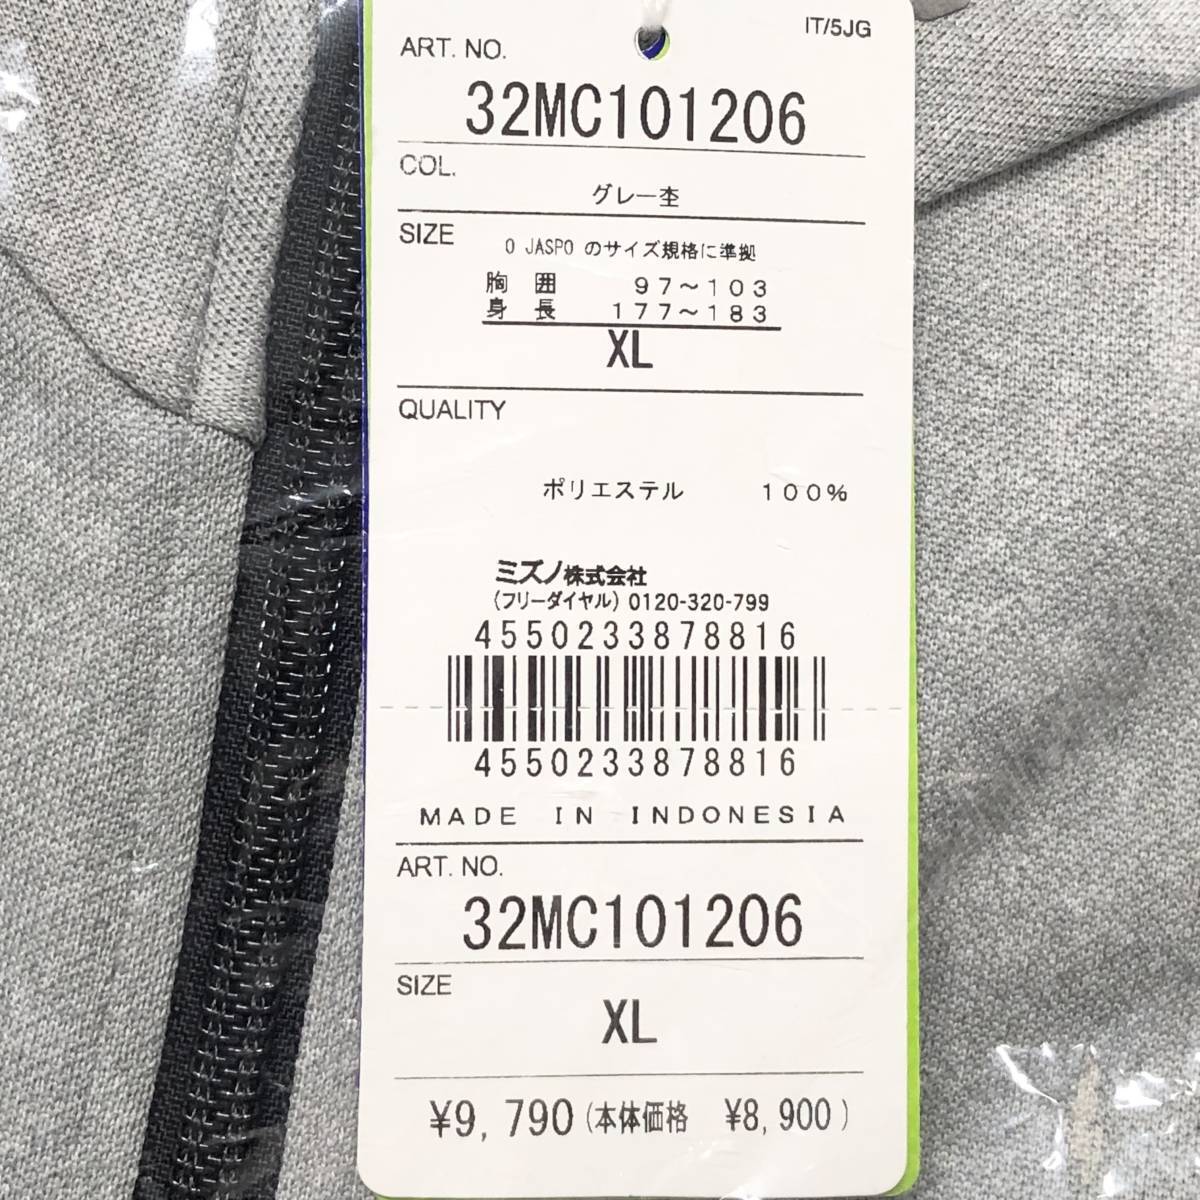 IT/5JG
ART. NO.
32MC101206
COL.
グレー杢
SIZE
O JASPO のサイズ規格に準拠
胸 囲 97~103
身 長 177~183
XL
QUALITY
ポリエステル 100%
ミズノ株式会社
(フリーダイヤル) 0120-320-799
4550233878816
4550233878816
MADE IN INDONESIA
ART. NO.
32MC101206
SIZE
XL
¥9,790(本体価格 ¥8,900)